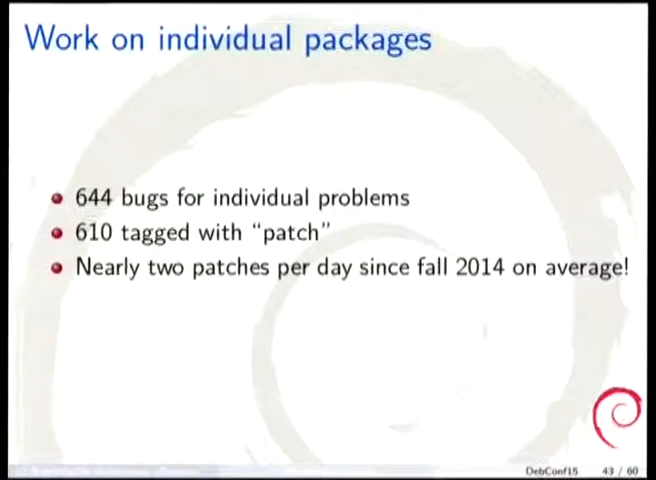 Work on individual packages
644 bugs for individual problems
610 tagged with “patch”
Nearly two patches per day since fall 2014 on average!
DebConf15 43 / 60